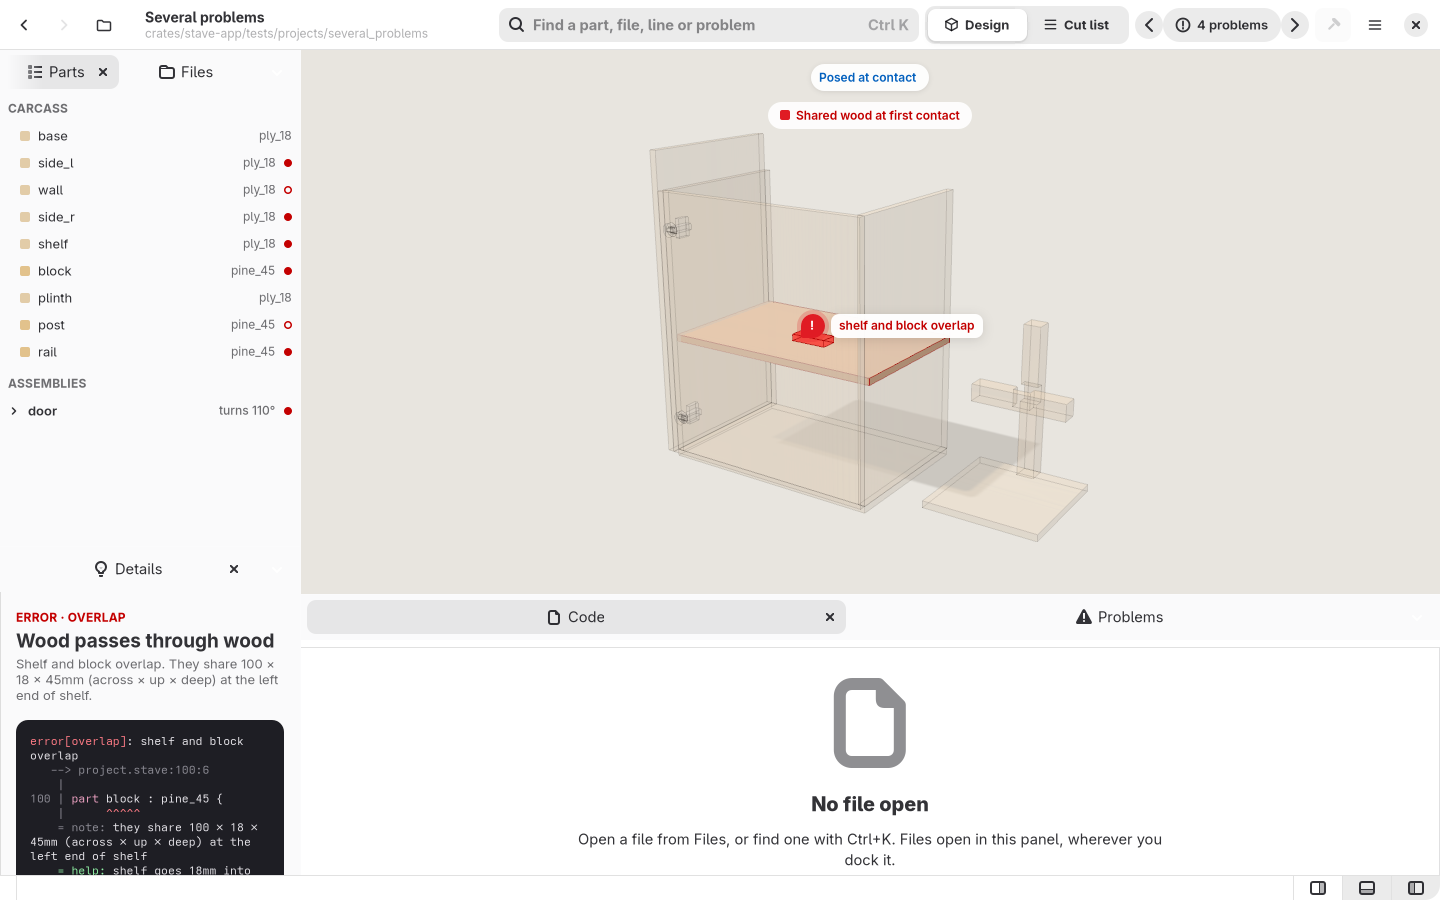 Several problems
crates/stave-app/tests/projects/several_problems
Find a part, file, line or problem
Ctrl K
Design
Cut list
4 problems
Parts
Files
CARCASS
base ply_18
side_l ply_18
wall ply_18
side_r ply_18
shelf ply_18
block pine_45
plinth ply_18
post pine_45
rail pine_45
ASSEMBLIES
door turns 110°
Posed at contact
Shared wood at first contact
!
shelf and block overlap
Details
ERROR · OVERLAP
Wood passes through wood
Shelf and block overlap. They share 100 ×
18 × 45mm (across × up × deep) at the left
end of shelf.
error[overlap]: shelf and block
overlap
--> project.stave:100:6
|
100 | part block : pine_45 {
| ^^^^^
= note: they share 100 × 18 ×
45mm (across × up × deep) at the
left end of shelf
= help: shelf goes 18mm into
Code
Problems
No file open
Open a file from Files, or find one with Ctrl+K. Files open in this panel, wherever you
dock it.